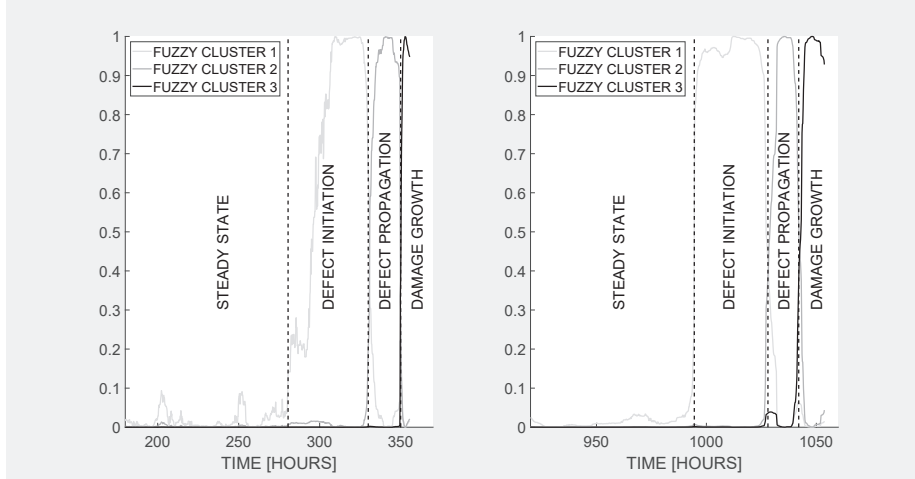 1
0.9
0.8
0.7
0.6
0.5
0.4
0.3
0.2
0.1
0
FUZZY CLUSTER 1
FUZZY CLUSTER 2
FUZZY CLUSTER 3
STEADY STATE
DEFECT INITIATION
DEFECT PROPAGATION
DAMAGE GROWTH
200 250 300 350
TIME [HOURS]
1
0.9
0.8
0.7
0.6
0.5
0.4
0.3
0.2
0.1
0
FUZZY CLUSTER 1
FUZZY CLUSTER 2
FUZZY CLUSTER 3
STEADY STATE
DEFECT INITIATION
DEFECT PROPAGATION
DAMAGE GROWTH
950 1000 1050
TIME [HOURS]